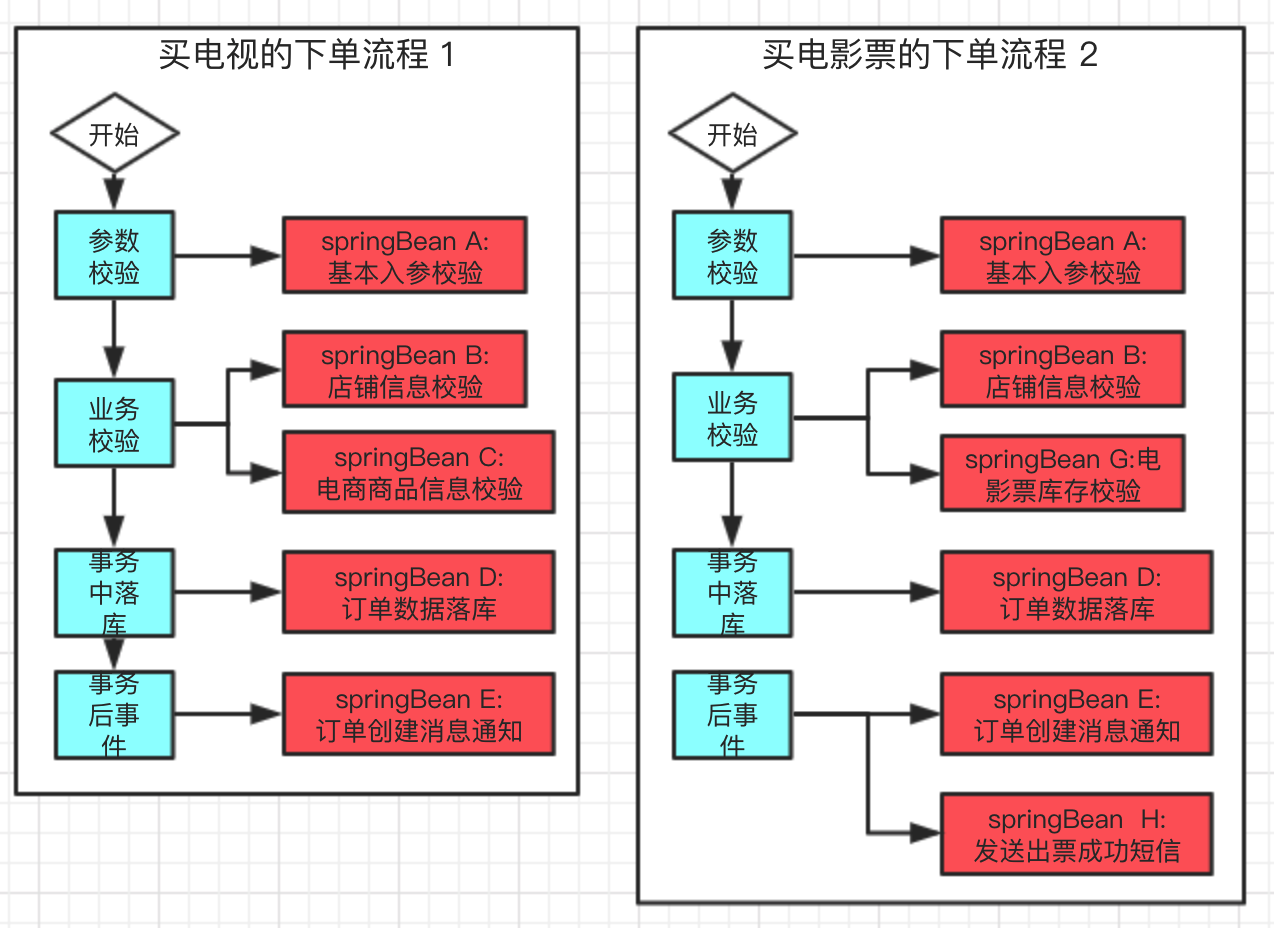 买电视的下单流程 1
开始
参数
校验
springBean A:
基本入参校验
业务
校验
springBean B:
店铺信息校验
springBean C:
电商商品信息校验
事务
中落
库
springBean D:
订单数据落库
事务
后事
件
springBean E:
订单创建消息通知
买电影票的下单流程 2
开始
参数
校验
springBean A:
基本入参校验
业务
校验
springBean B:
店铺信息校验
springBean G:电
影票库存校验
事务
中落
库
springBean D:
订单数据落库
事务
后事
件
springBean E:
订单创建消息通知
springBean H:
发送出票成功短信